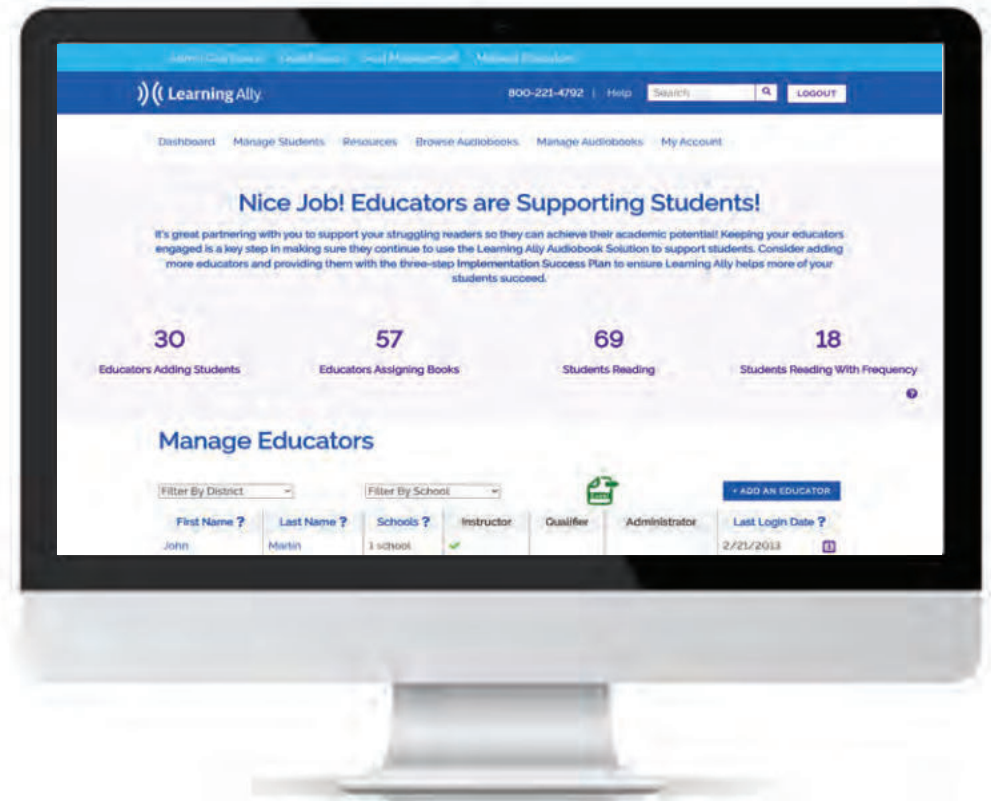 Learning Ally
800-221-4792 | Help Search LOGOUT
Dashboard Manage Students Resources Browse Audiobooks Manage Audiobooks My Account
Nice Job! Educators are Supporting Students!
It's great partnering with you to support your struggling readers so they can achieve their academic potential! Keeping your educators
engaged is a key step in making sure they continue to use the Learning Ally Audiobook Solution to support students. Consider adding
more educators and providing them with the three-step Implementation Success Plan to ensure Learning Ally helps more of your
students succeed.
30 57 69 18
Educators Adding Students Educators Assigning Books Students Reading Students Reading With Frequency
?
Manage Educators
Filter By District Filter By School + ADD AN EDUCATOR
First Name ? Last Name ? Schools ? Instructor Qualifier Administrator Last Login Date ?
John Martin 1 school 2/21/2013